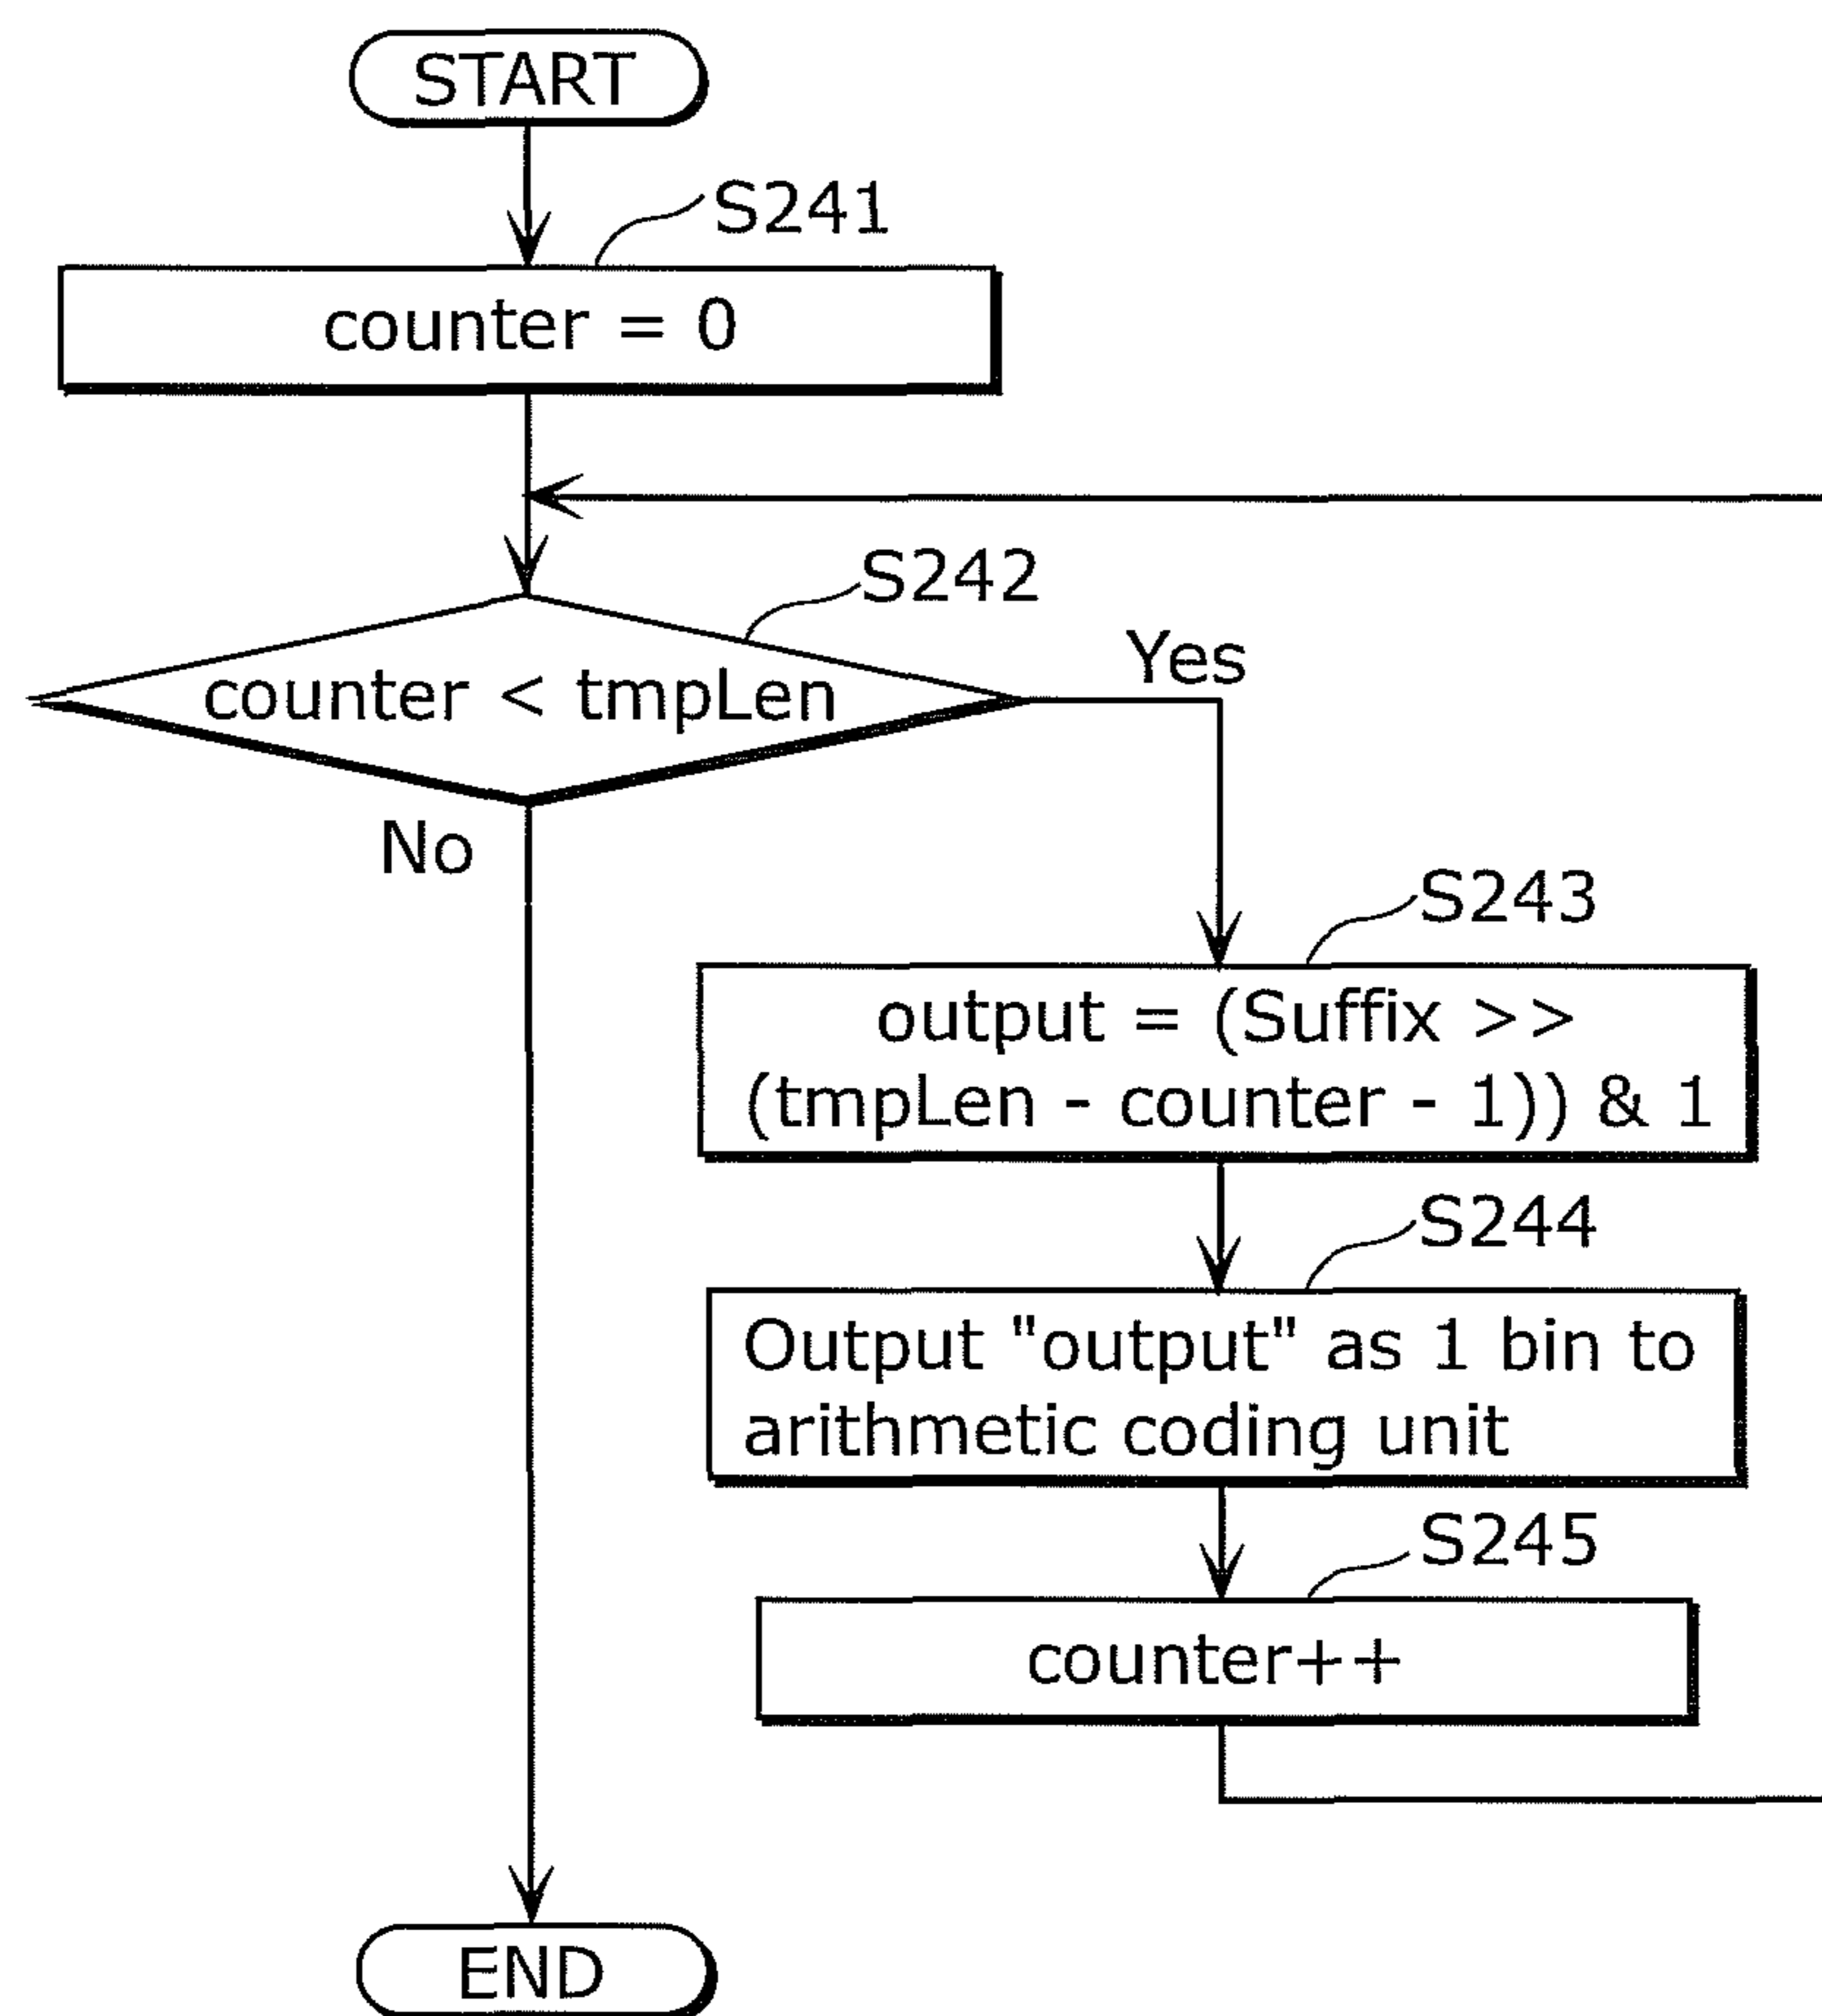 START
S241
counter = 0
S242
counter < tmpLen
Yes
No
S243
output = (Suffix >>
(tmpLen - counter - 1)) & 1
S244
Output "output" as 1 bin to
arithmetic coding unit
S245
counter++
END